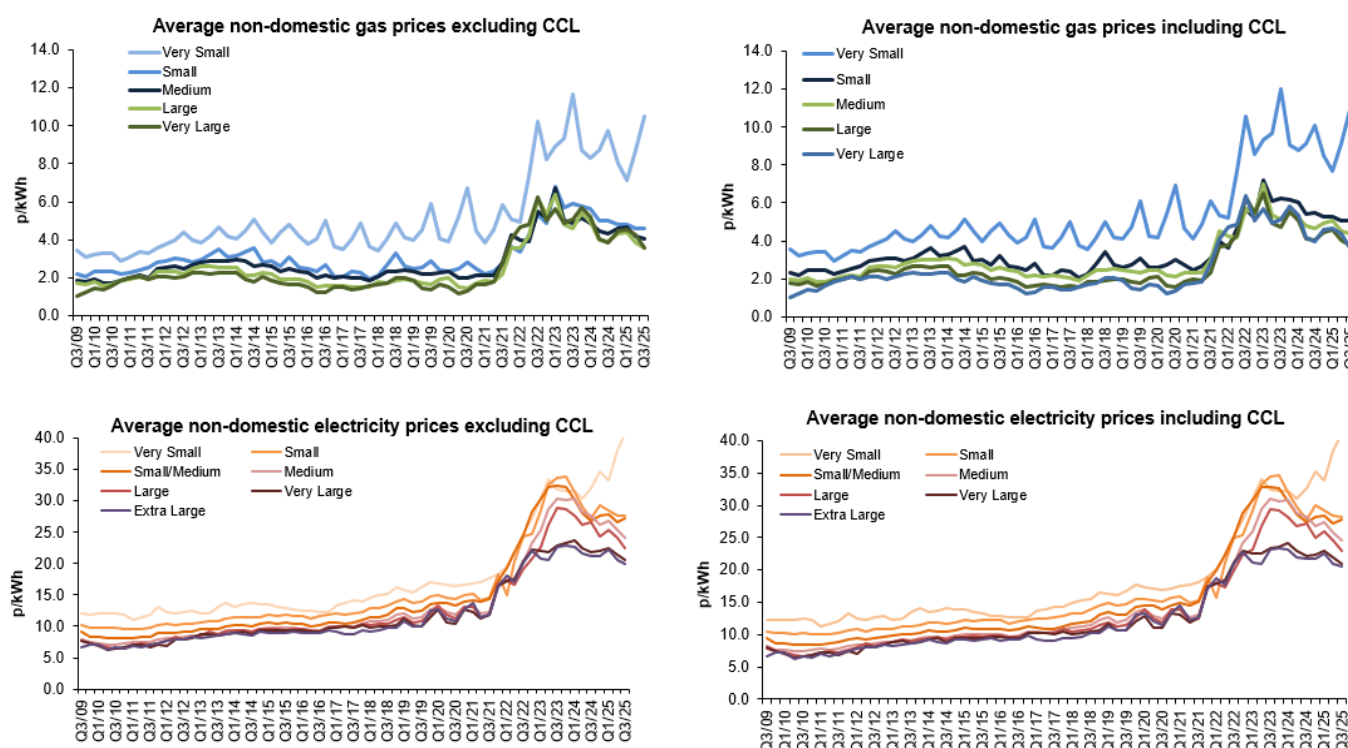 Average non-domestic gas prices excluding CCL
p/kWh
14.0
12.0
10.0
8.0
6.0
4.0
2.0
0.0
Very Small
Small
Medium
Large
Very Large
Q3/09 Q1/10 Q3/10 Q1/11 Q3/11 Q1/12 Q3/12 Q1/13 Q3/13 Q1/14 Q3/14 Q1/15 Q3/15 Q1/16 Q3/16 Q1/17 Q3/17 Q1/18 Q3/18 Q1/19 Q3/19 Q1/20 Q3/20 Q1/21 Q3/21 Q1/22 Q3/22 Q1/23 Q3/23 Q1/24 Q3/24 Q1/25 Q3/25
Average non-domestic gas prices including CCL
p/kWh
14.0
12.0
10.0
8.0
6.0
4.0
2.0
0.0
Very Small
Small
Medium
Large
Very Large
Q3/09 Q1/10 Q3/10 Q1/11 Q3/11 Q1/12 Q3/12 Q1/13 Q3/13 Q1/14 Q3/14 Q1/15 Q3/15 Q1/16 Q3/16 Q1/17 Q3/17 Q1/18 Q3/18 Q1/19 Q3/19 Q1/20 Q3/20 Q1/21 Q3/21 Q1/22 Q3/22 Q1/23 Q3/23 Q1/24 Q3/24 Q1/25 Q3/25
Average non-domestic electricity prices excluding CCL
p/kWh
40.0
35.0
30.0
25.0
20.0
15.0
10.0
5.0
0.0
Very Small Small
Small/Medium Medium
Large Very Large
Extra Large
Q3/09 Q1/10 Q3/10 Q1/11 Q3/11 Q1/12 Q3/12 Q1/13 Q3/13 Q1/14 Q3/14 Q1/15 Q3/15 Q1/16 Q3/16 Q1/17 Q3/17 Q1/18 Q3/18 Q1/19 Q3/19 Q1/20 Q3/20 Q1/21 Q3/21 Q1/22 Q3/22 Q1/23 Q3/23 Q1/24 Q3/24 Q1/25 Q3/25
Average non-domestic electricity prices including CCL
p/kWh
40.0
35.0
30.0
25.0
20.0
15.0
10.0
5.0
0.0
Very Small Small
Small/Medium Medium
Large Very Large
Extra Large
Q3/09 Q1/10 Q3/10 Q1/11 Q3/11 Q1/12 Q3/12 Q1/13 Q3/13 Q1/14 Q3/14 Q1/15 Q3/15 Q1/16 Q3/16 Q1/17 Q3/17 Q1/18 Q3/18 Q1/19 Q3/19 Q1/20 Q3/20 Q1/21 Q3/21 Q1/22 Q3/22 Q1/23 Q3/23 Q1/24 Q3/24 Q1/25 Q3/25